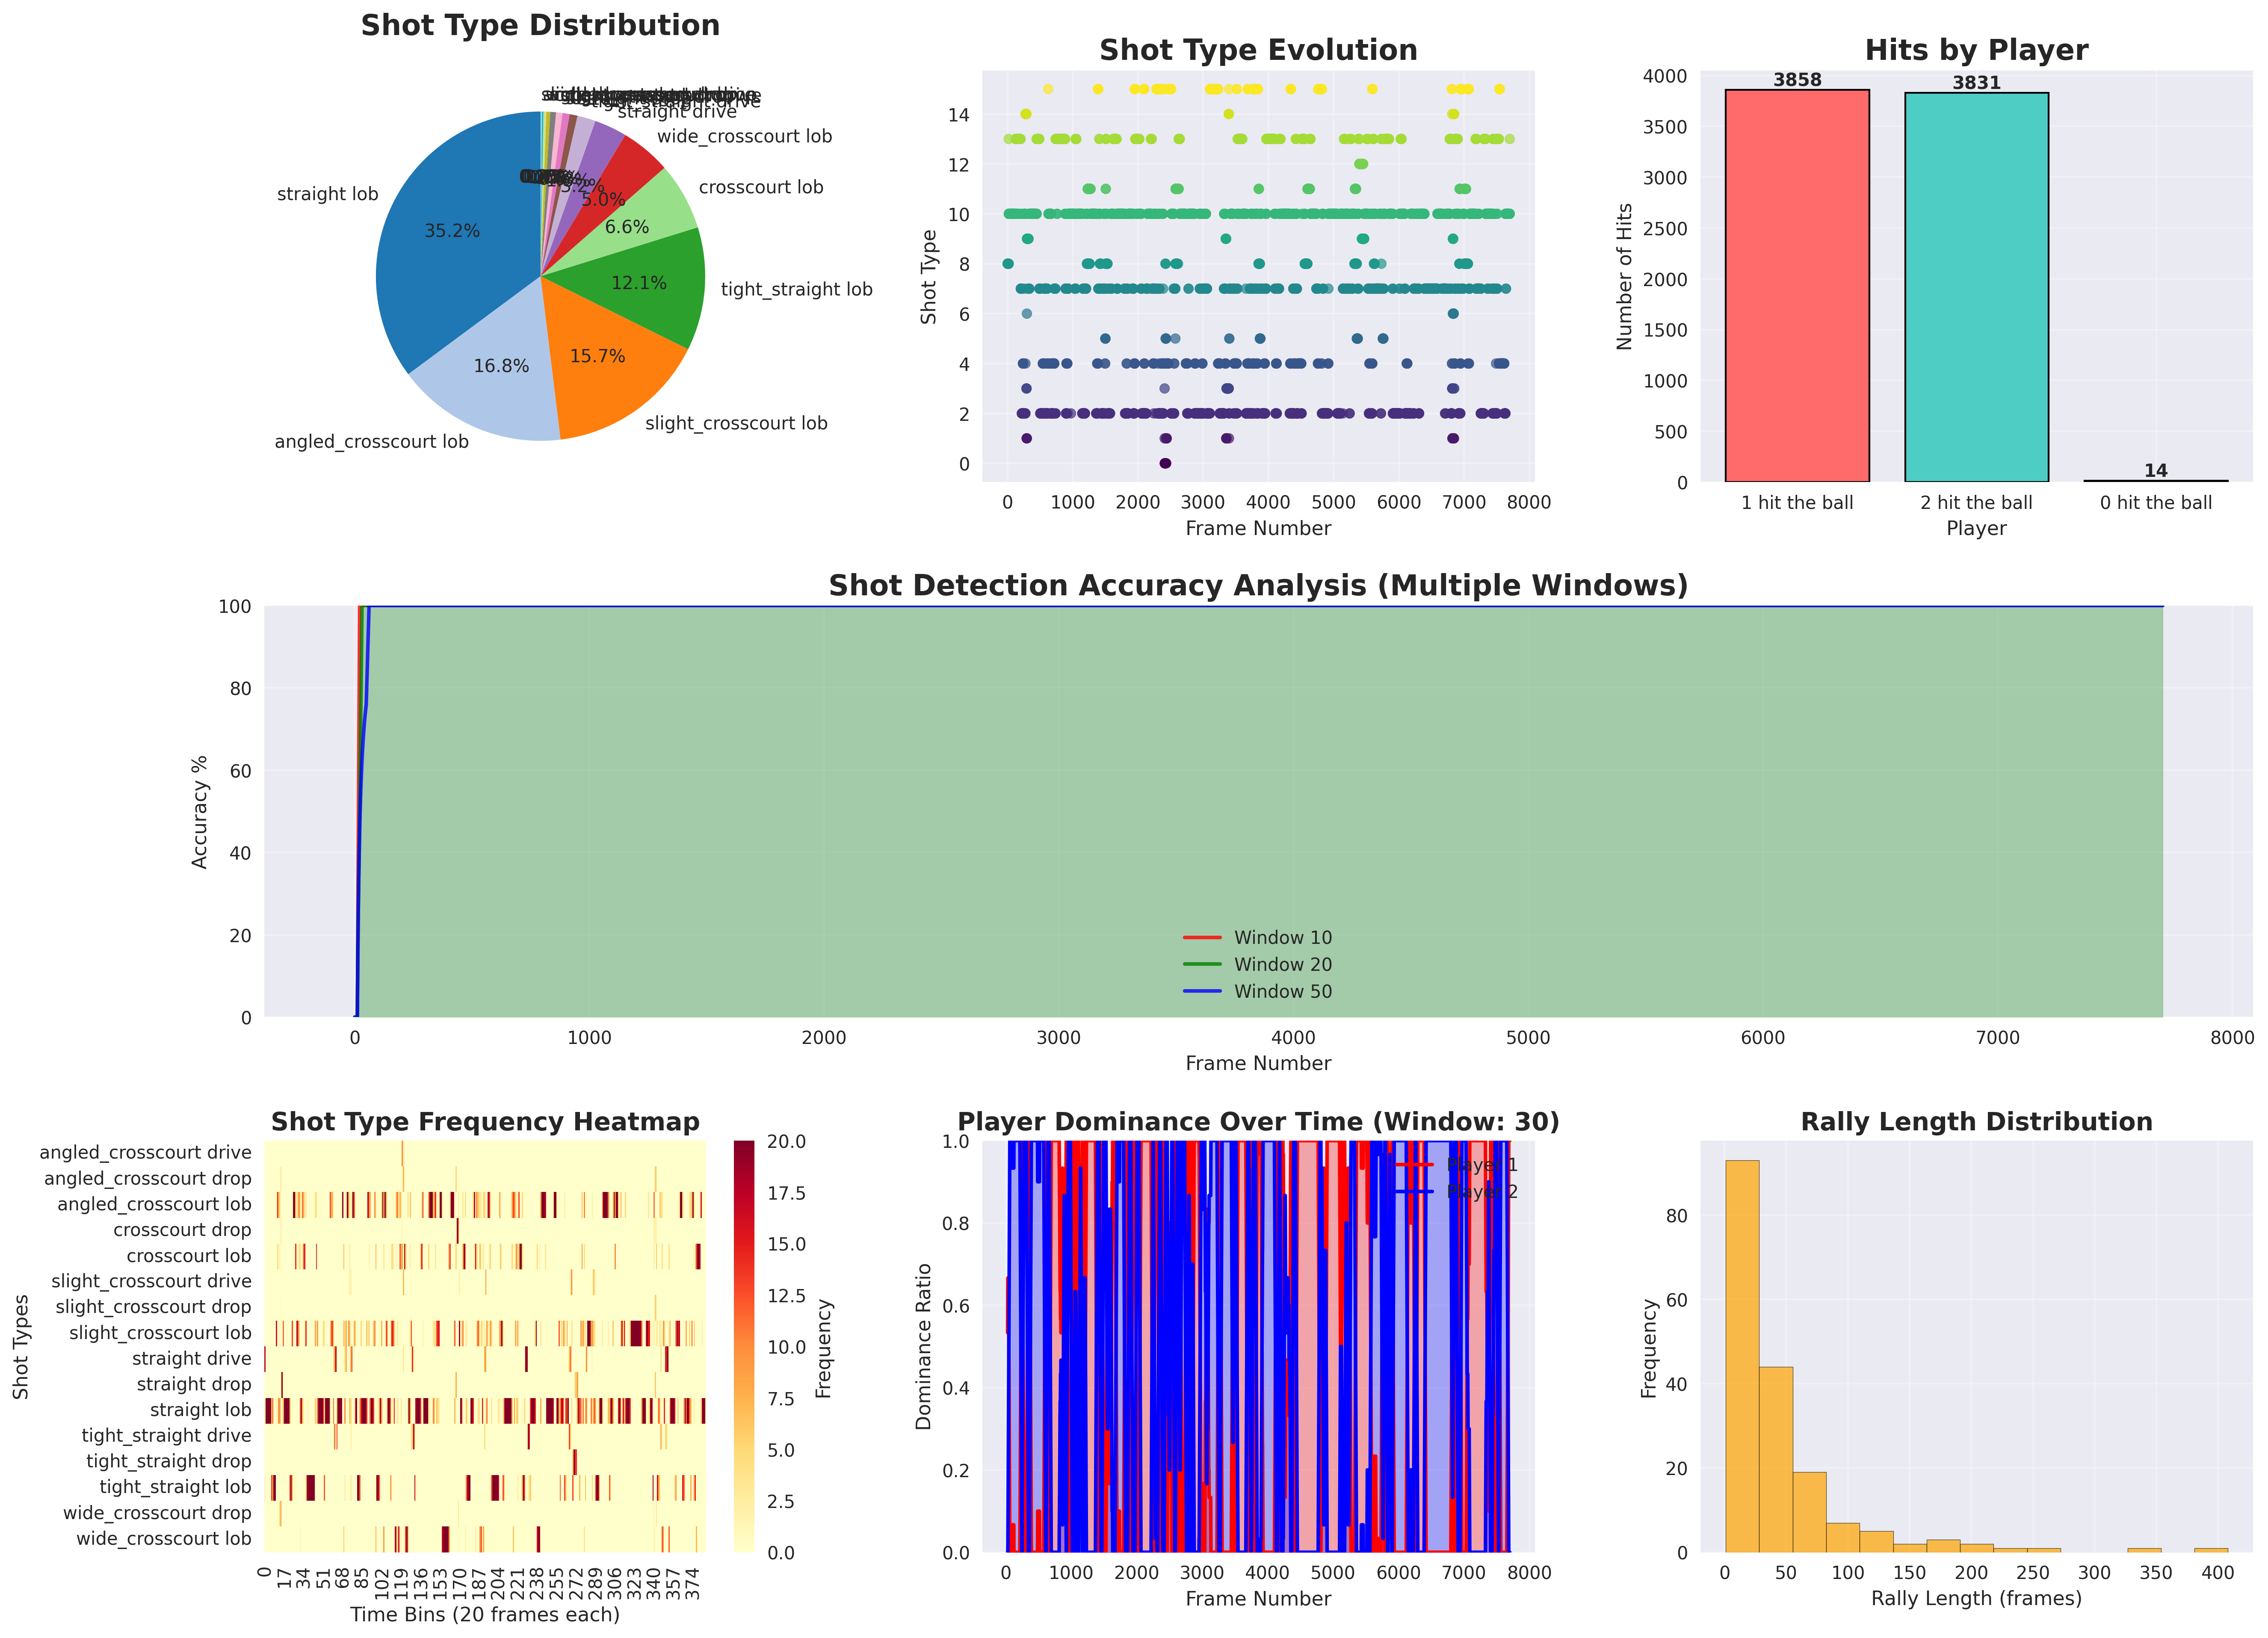 Shot Type Distribution
straight drive
wide_crosscourt lob
crosscourt lob
tight_straight lob
slight_crosscourt lob
angled_crosscourt lob
straight lob
35.2%
16.8%
15.7%
12.1%
6.6%
5.0%
Shot Type Evolution
Shot Type
14
12
10
8
6
4
2
0
0 1000 2000 3000 4000 5000 6000 7000 8000
Frame Number
Hits by Player
Number of Hits
4000
3500
3000
2500
2000
1500
1000
500
0
3858
3831
14
1 hit the ball 2 hit the ball 0 hit the ball
Player
Shot Detection Accuracy Analysis (Multiple Windows)
Accuracy %
100
80
60
40
20
0
Window 10
Window 20
Window 50
0 1000 2000 3000 4000 5000 6000 7000 8000
Frame Number
Shot Type Frequency Heatmap
Shot Types
angled_crosscourt drive
angled_crosscourt drop
angled_crosscourt lob
crosscourt drop
crosscourt lob
slight_crosscourt drive
slight_crosscourt drop
slight_crosscourt lob
straight drive
straight drop
straight lob
tight_straight drive
tight_straight drop
tight_straight lob
wide_crosscourt drop
wide_crosscourt lob
0 17 34 51 68 85 102 119 136 153 170 187 204 221 238 255 272 289 306 323 340 357 374
Time Bins (20 frames each)
20.0
17.5
15.0
12.5
10.0
7.5
5.0
2.5
0.0
Frequency
Player Dominance Over Time (Window: 30)
Dominance Ratio
1.0
0.8
0.6
0.4
0.2
0.0
Player 1
Player 2
0 1000 2000 3000 4000 5000 6000 7000 8000
Frame Number
Rally Length Distribution
Frequency
80
60
40
20
0
0 50 100 150 200 250 300 350 400
Rally Length (frames)